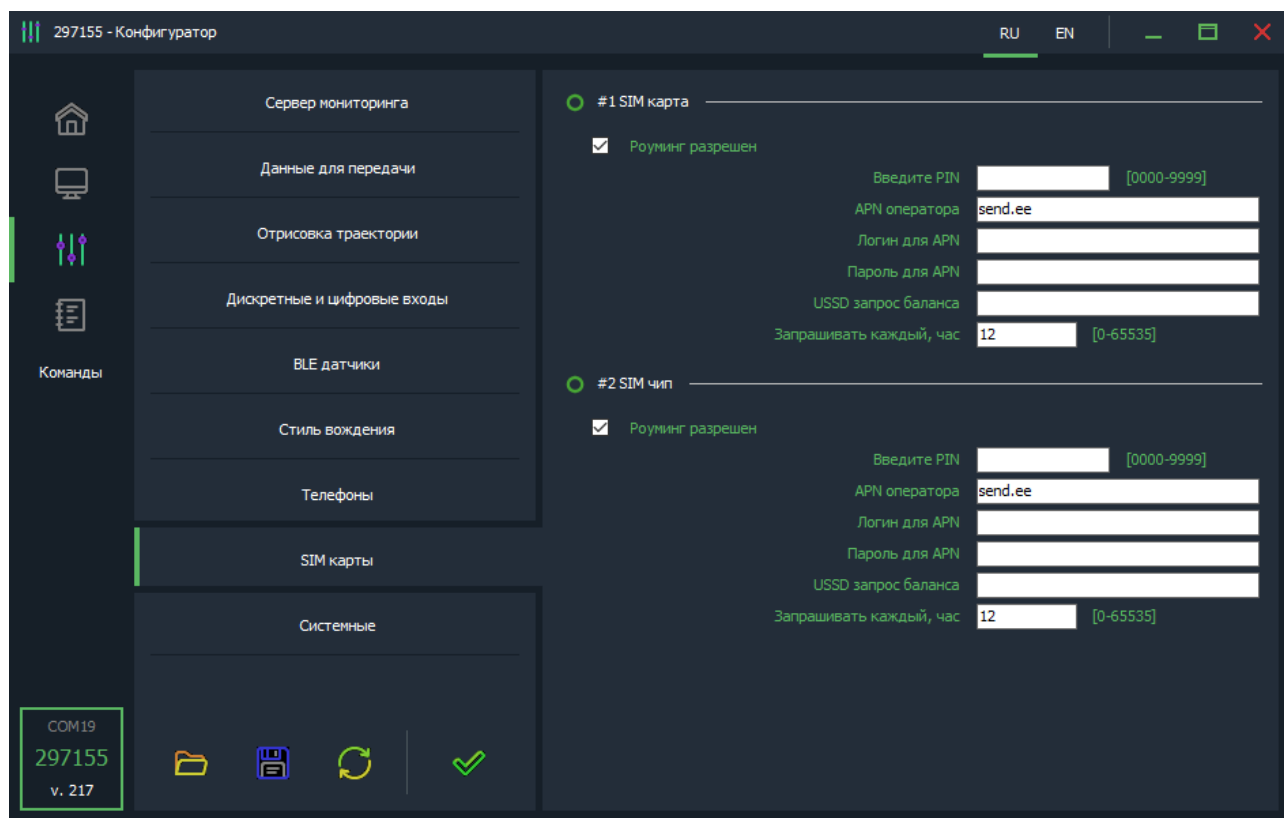 297155 - Конфигуратор
RU EN
Команды
COM19
297155
v. 217
Сервер мониторинга
Данные для передачи
Отрисовка траектории
Дискретные и цифровые входы
BLE датчики
Стиль вождения
Телефоны
SIM карты
Системные
#1 SIM карта
Роуминг разрешен
Введите PIN [0000-9999]
APN оператора send.ee
Логин для APN
Пароль для APN
USSD запрос баланса
Запрашивать каждый, час 12 [0-65535]
#2 SIM чип
Роуминг разрешен
Введите PIN [0000-9999]
APN оператора send.ee
Логин для APN
Пароль для APN
USSD запрос баланса
Запрашивать каждый, час 12 [0-65535]